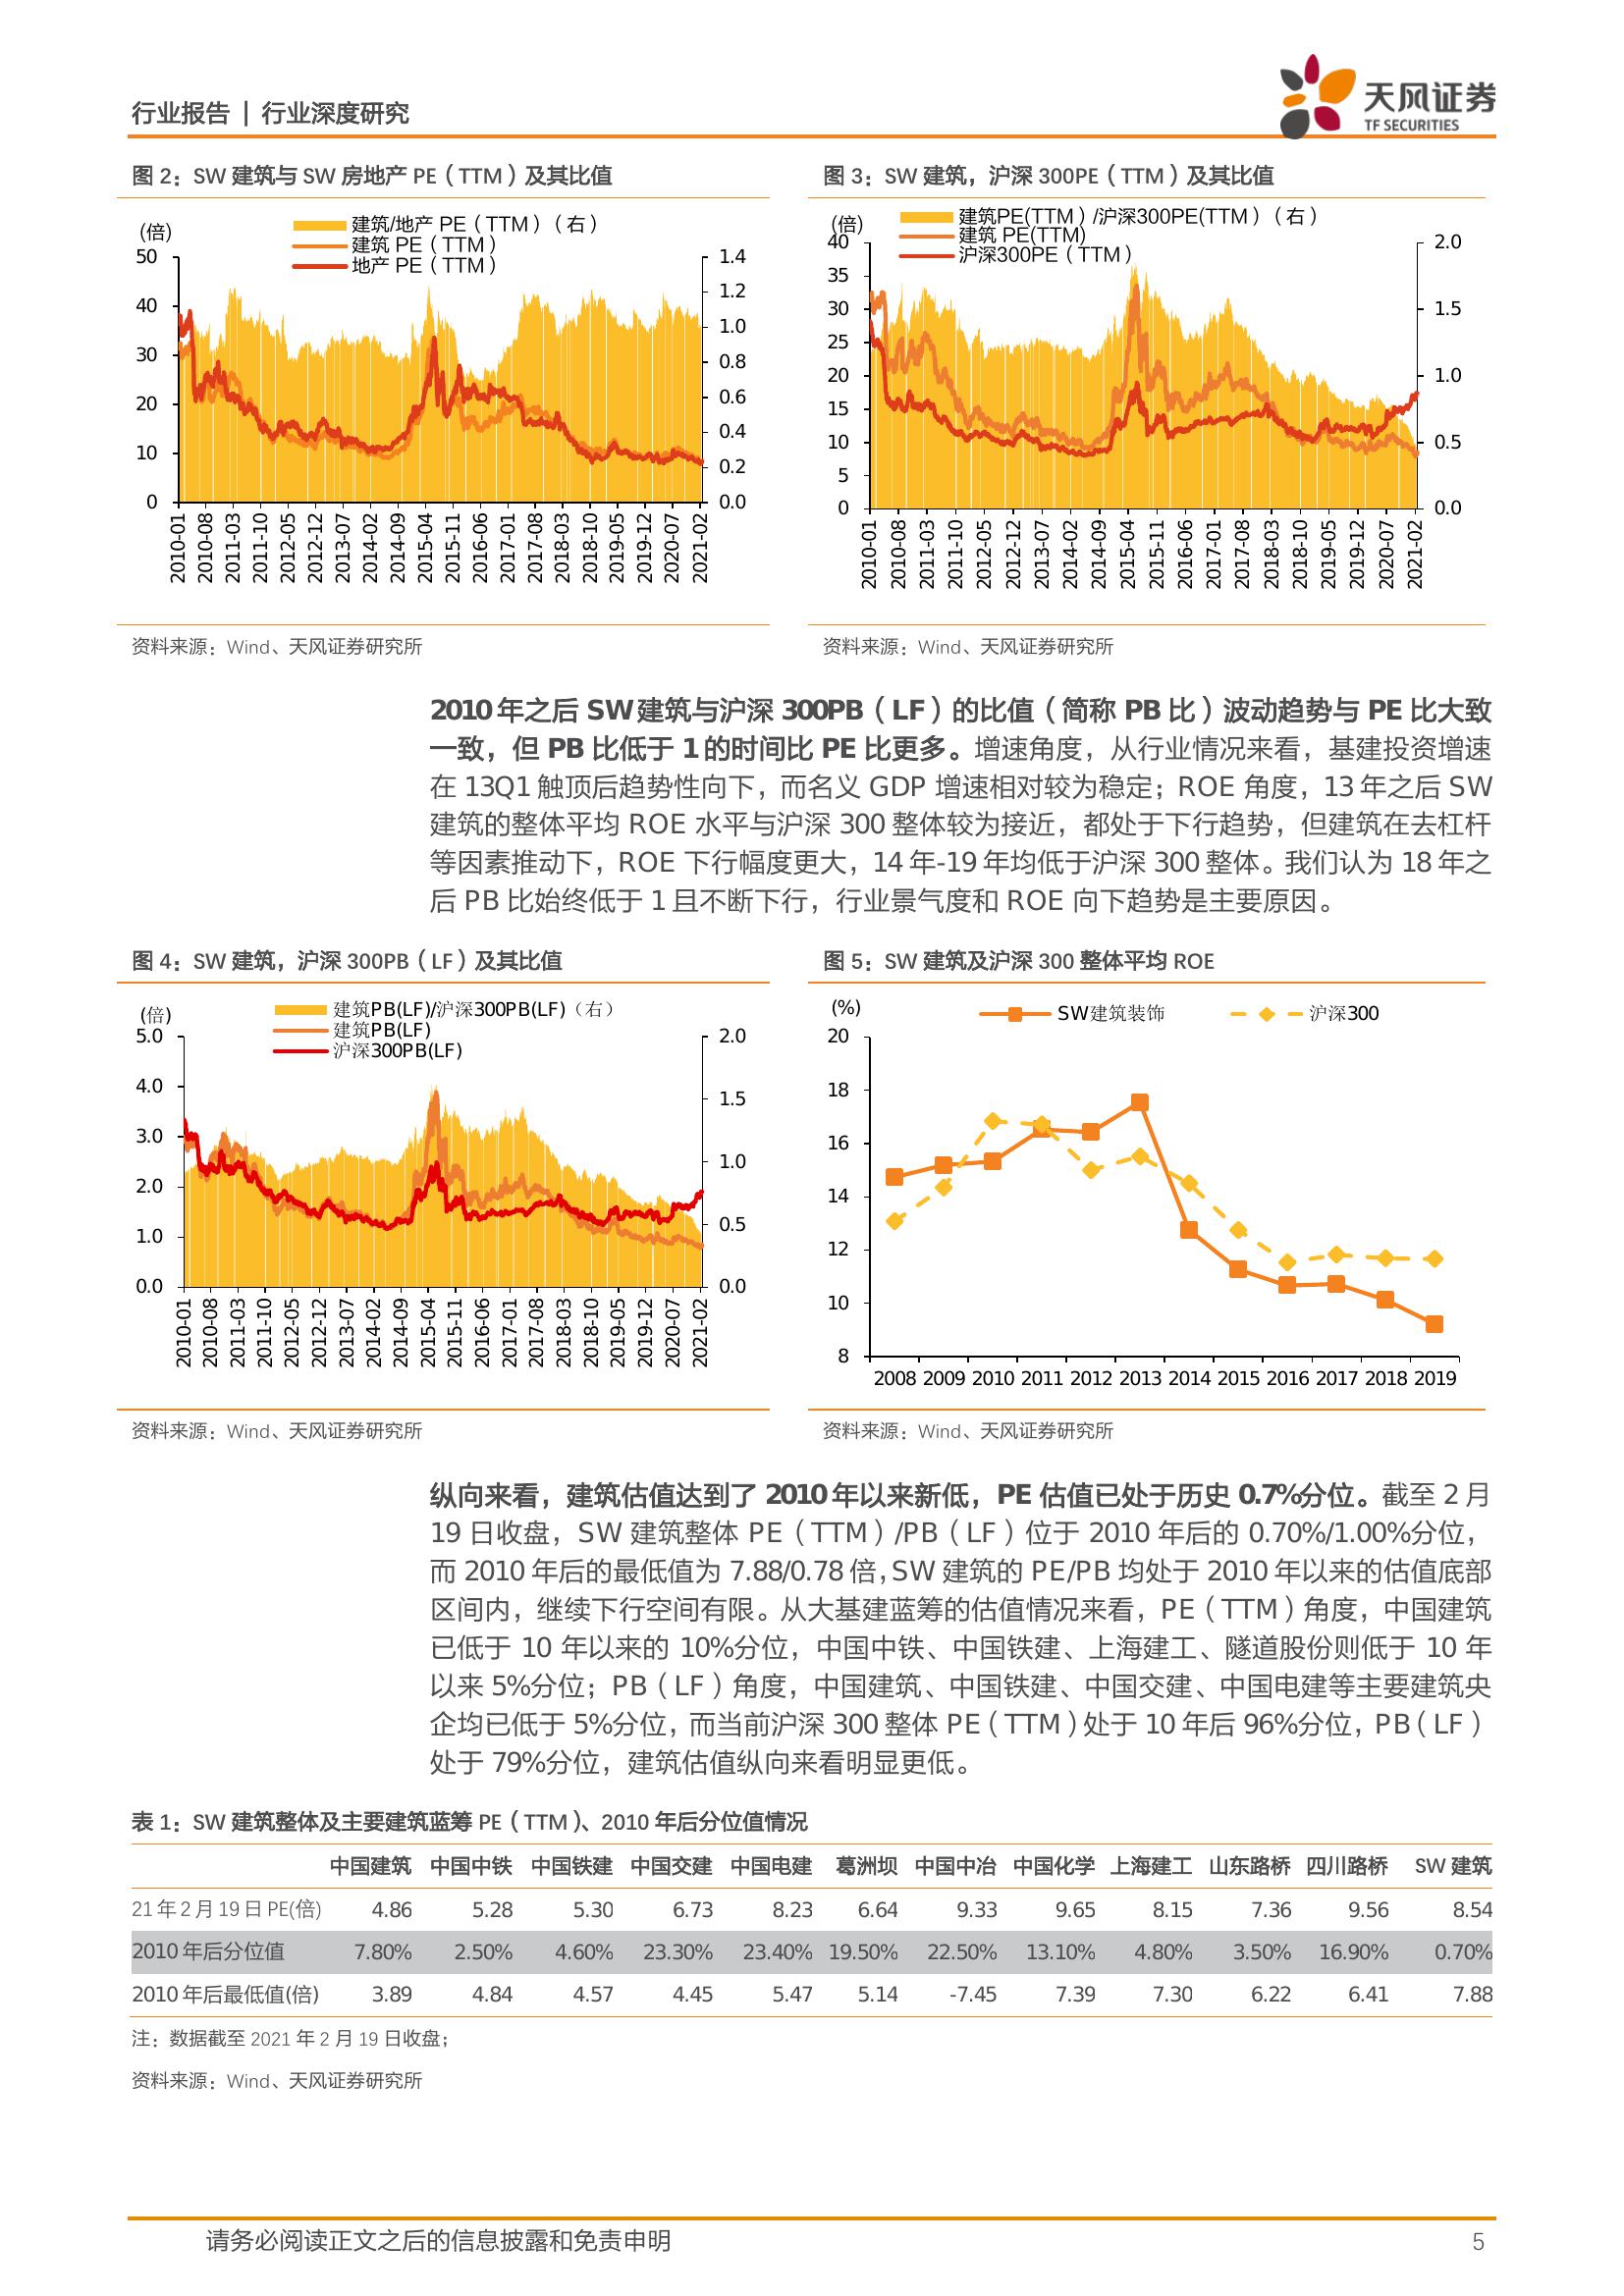 行业报告 | 行业深度研究
天风证券
TF SECURITIES
图 2：SW 建筑与 SW 房地产 PE（TTM）及其比值
(倍)
建筑/地产 PE（TTM）（右）
建筑 PE（TTM）
地产 PE（TTM）
50
40
30
20
10
0
1.4
1.2
1.0
0.8
0.6
0.4
0.2
0.0
2010-01
2010-08
2011-03
2011-10
2012-05
2012-12
2013-07
2014-02
2014-09
2015-04
2015-11
2016-06
2017-01
2017-08
2018-03
2018-10
2019-05
2019-12
2020-07
2021-02
资料来源：Wind、天风证券研究所
图 3：SW 建筑，沪深 300PE（TTM）及其比值
(倍)
建筑PE(TTM）/沪深300PE(TTM）（右）
建筑 PE(TTM)
沪深300PE（TTM）
40
35
30
25
20
15
10
5
0
2.0
1.5
1.0
0.5
0.0
2010-01
2010-08
2011-03
2011-10
2012-05
2012-12
2013-07
2014-02
2014-09
2015-04
2015-11
2016-06
2017-01
2017-08
2018-03
2018-10
2019-05
2019-12
2020-07
2021-02
资料来源：Wind、天风证券研究所
2010 年之后 SW 建筑与沪深 300PB（LF）的比值（简称 PB 比）波动趋势与 PE 比大致
一致，但 PB 比低于 1 的时间比 PE 比更多。增速角度，从行业情况来看，基建投资增速
在 13Q1 触顶后趋势性向下，而名义 GDP 增速相对较为稳定；ROE 角度，13 年之后 SW
建筑的整体平均 ROE 水平与沪深 300 整体较为接近，都处于下行趋势，但建筑在去杠杆
等因素推动下，ROE 下行幅度更大，14 年-19 年均低于沪深 300 整体。我们认为 18 年之
后 PB 比始终低于 1 且不断下行，行业景气度和 ROE 向下趋势是主要原因。
图 4：SW 建筑，沪深 300PB（LF）及其比值
(倍)
建筑PB(LF)/沪深300PB(LF)（右）
建筑PB(LF)
沪深300PB(LF)
5.0
4.0
3.0
2.0
1.0
0.0
2.0
1.5
1.0
0.5
0.0
2010-01
2010-08
2011-03
2011-10
2012-05
2012-12
2013-07
2014-02
2014-09
2015-04
2015-11
2016-06
2017-01
2017-08
2018-03
2018-10
2019-05
2019-12
2020-07
2021-02
资料来源：Wind、天风证券研究所
图 5：SW 建筑及沪深 300 整体平均 ROE
(%)
SW建筑装饰
沪深300
20
18
16
14
12
10
8
2008 2009 2010 2011 2012 2013 2014 2015 2016 2017 2018 2019
资料来源：Wind、天风证券研究所
纵向来看，建筑估值达到了 2010 年以来新低，PE 估值已处于历史 0.7%分位。截至 2 月
19 日收盘，SW 建筑整体 PE（TTM）/PB（LF）位于 2010 年后的 0.70%/1.00%分位，
而 2010 年后的最低值为 7.88/0.78 倍，SW 建筑的 PE/PB 均处于 2010 年以来的估值底部
区间内，继续下行空间有限。从大基建蓝筹的估值情况来看，PE（TTM）角度，中国建筑
已低于 10 年以来的 10%分位，中国中铁、中国铁建、上海建工、隧道股份则低于 10 年
以来 5%分位；PB（LF）角度，中国建筑、中国铁建、中国交建、中国电建等主要建筑央
企均已低于 5%分位，而当前沪深 300 整体 PE（TTM）处于 10 年后 96%分位，PB（LF）
处于 79%分位，建筑估值纵向来看明显更低。
表 1：SW 建筑整体及主要建筑蓝筹 PE（TTM）、2010 年后分位值情况
中国建筑 中国中铁 中国铁建 中国交建 中国电建 葛洲坝 中国中冶 中国化学 上海建工 山东路桥 四川路桥 SW 建筑
21 年 2 月 19 日 PE(倍) 4.86 5.28 5.30 6.73 8.23 6.64 9.33 9.65 8.15 7.36 9.56 8.54
2010 年后分位值 7.80% 2.50% 4.60% 23.30% 23.40% 19.50% 22.50% 13.10% 4.80% 3.50% 16.90% 0.70%
2010 年后最低值(倍) 3.89 4.84 4.57 4.45 5.47 5.14 -7.45 7.39 7.30 6.22 6.41 7.88
注：数据截至 2021 年 2 月 19 日收盘；
资料来源：Wind、天风证券研究所
请务必阅读正文之后的信息披露和免责申明
5